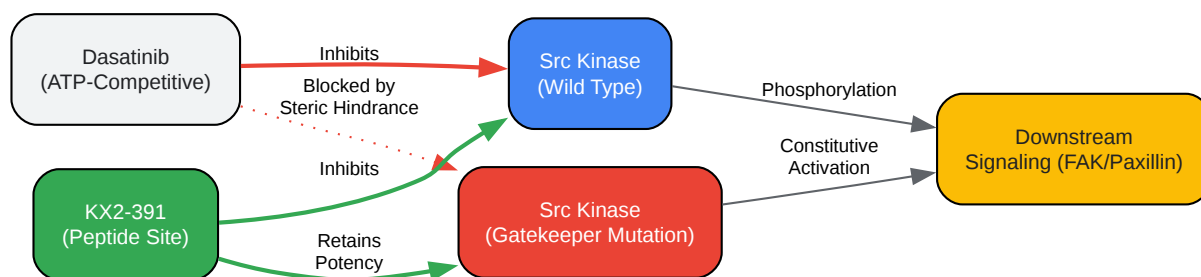 Dasatinib
(ATP-Competitive)
Inhibits
Blocked by
Steric Hindrance
Src Kinase
(Wild Type)
Phosphorylation
Downstream
Signaling (FAK/Paxillin)
Constitutive
Activation
Inhibits
KX2-391
(Peptide Site)
Src Kinase
(Gatekeeper Mutation)
Retains
Potency